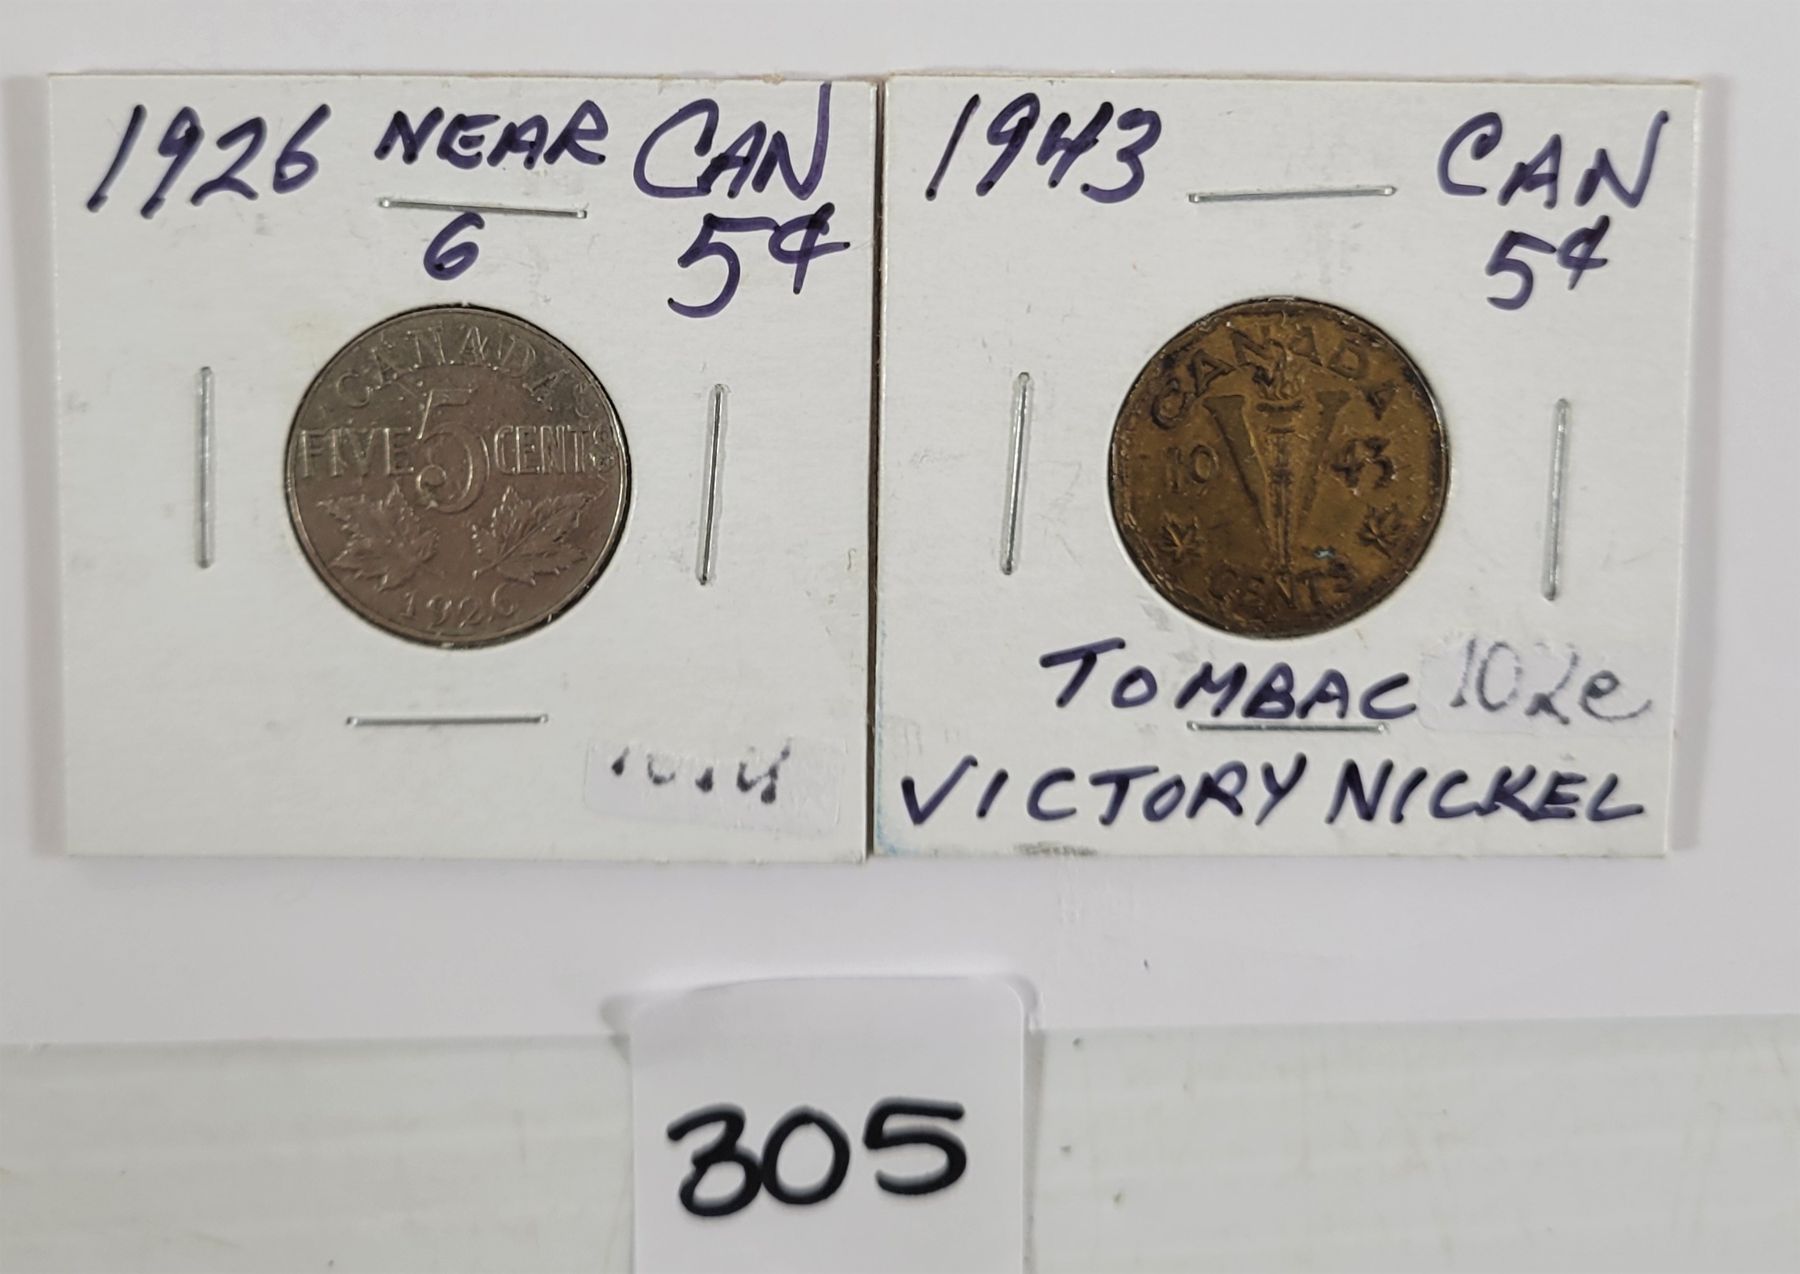 1926 NEAR CAN
6 5¢
CANADA
FIVE 5 CENTS
1926
1943 CAN
5¢
CANADA
19 43
CENTS
TOMBAC 102e
VICTORY NICKEL
305